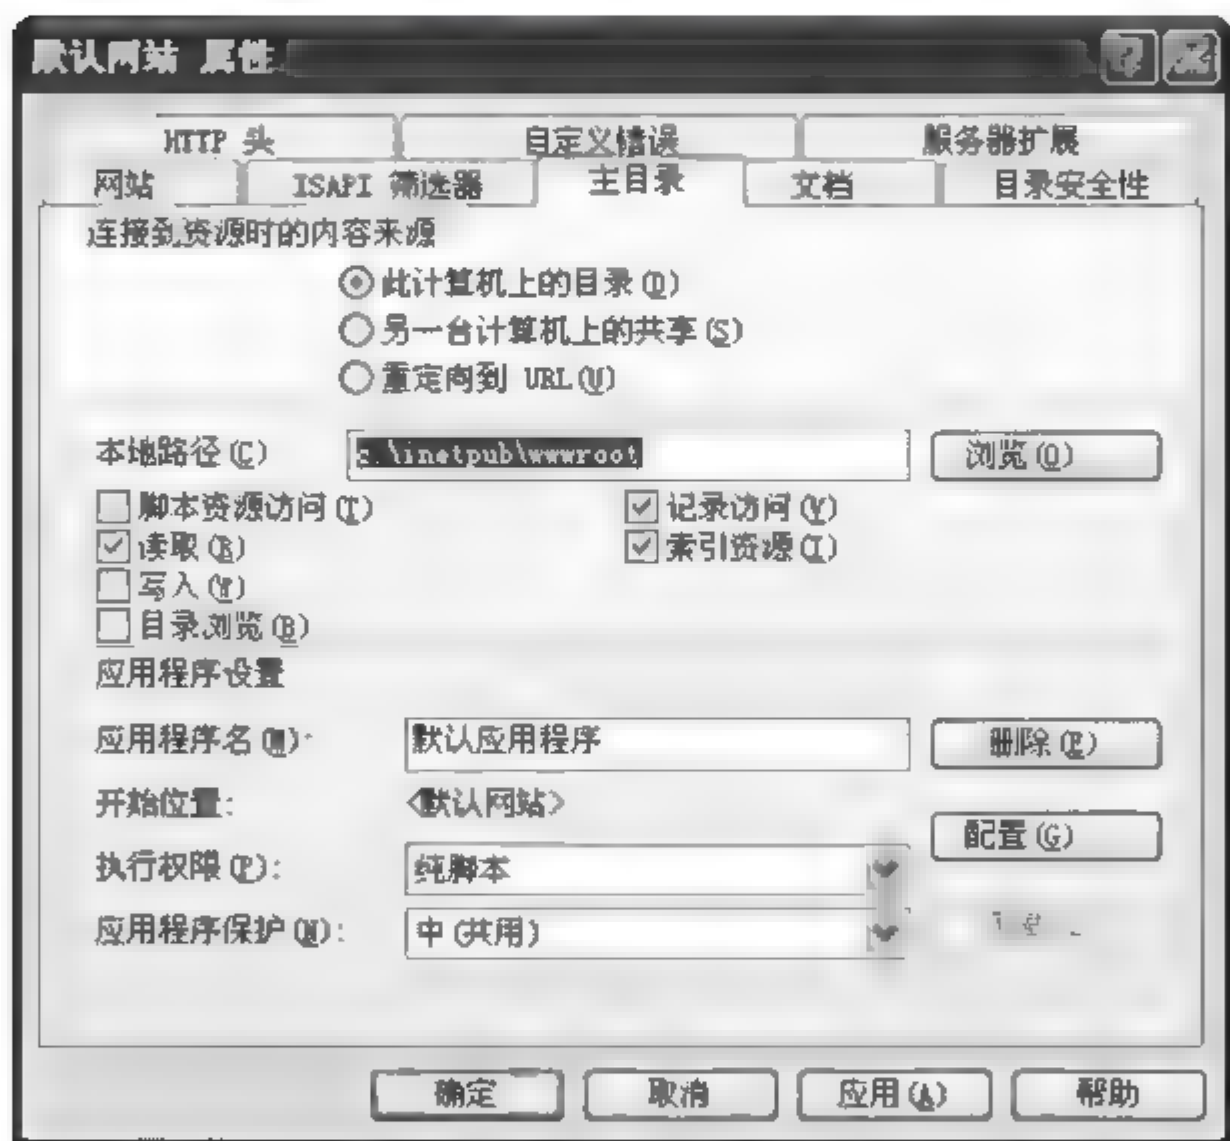 默认网站 属性
HTTP 头 自定义错误 服务器扩展
网站 ISAPI 筛选器 主目录 文档 目录安全性
连接到资源时的内容来源
此计算机上的目录(D)
另一台计算机上的共享(S)
重定向到 URL(U)
本地路径(C) c:\inetpub\wwwroot 浏览(O)
脚本资源访问(T) 记录访问(V)
读取(R) 索引资源(I)
写入(W)
目录浏览(B)
应用程序设置
应用程序名(M): 默认应用程序 删除(E)
开始位置: <默认网站>
配置(G)
执行权限(P): 纯脚本
应用程序保护(N): 中(共用)
确定 取消 应用(A) 帮助